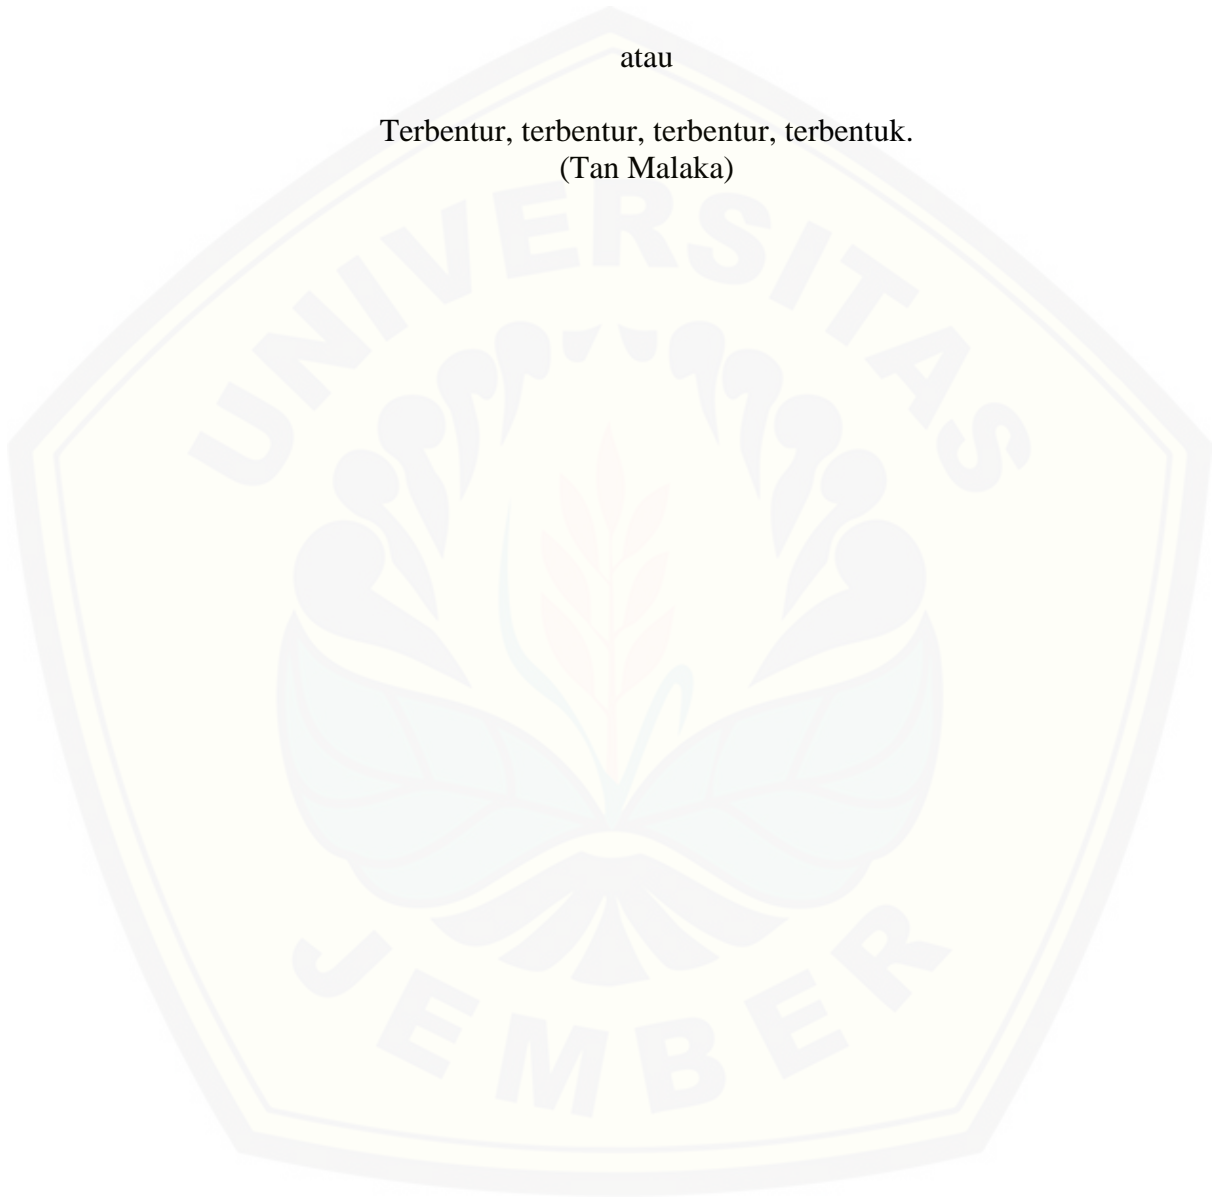 atau
Terbentur, terbentur, terbentur, terbentuk.
(Tan Malaka)
UNIVERSITAS
JEMBER